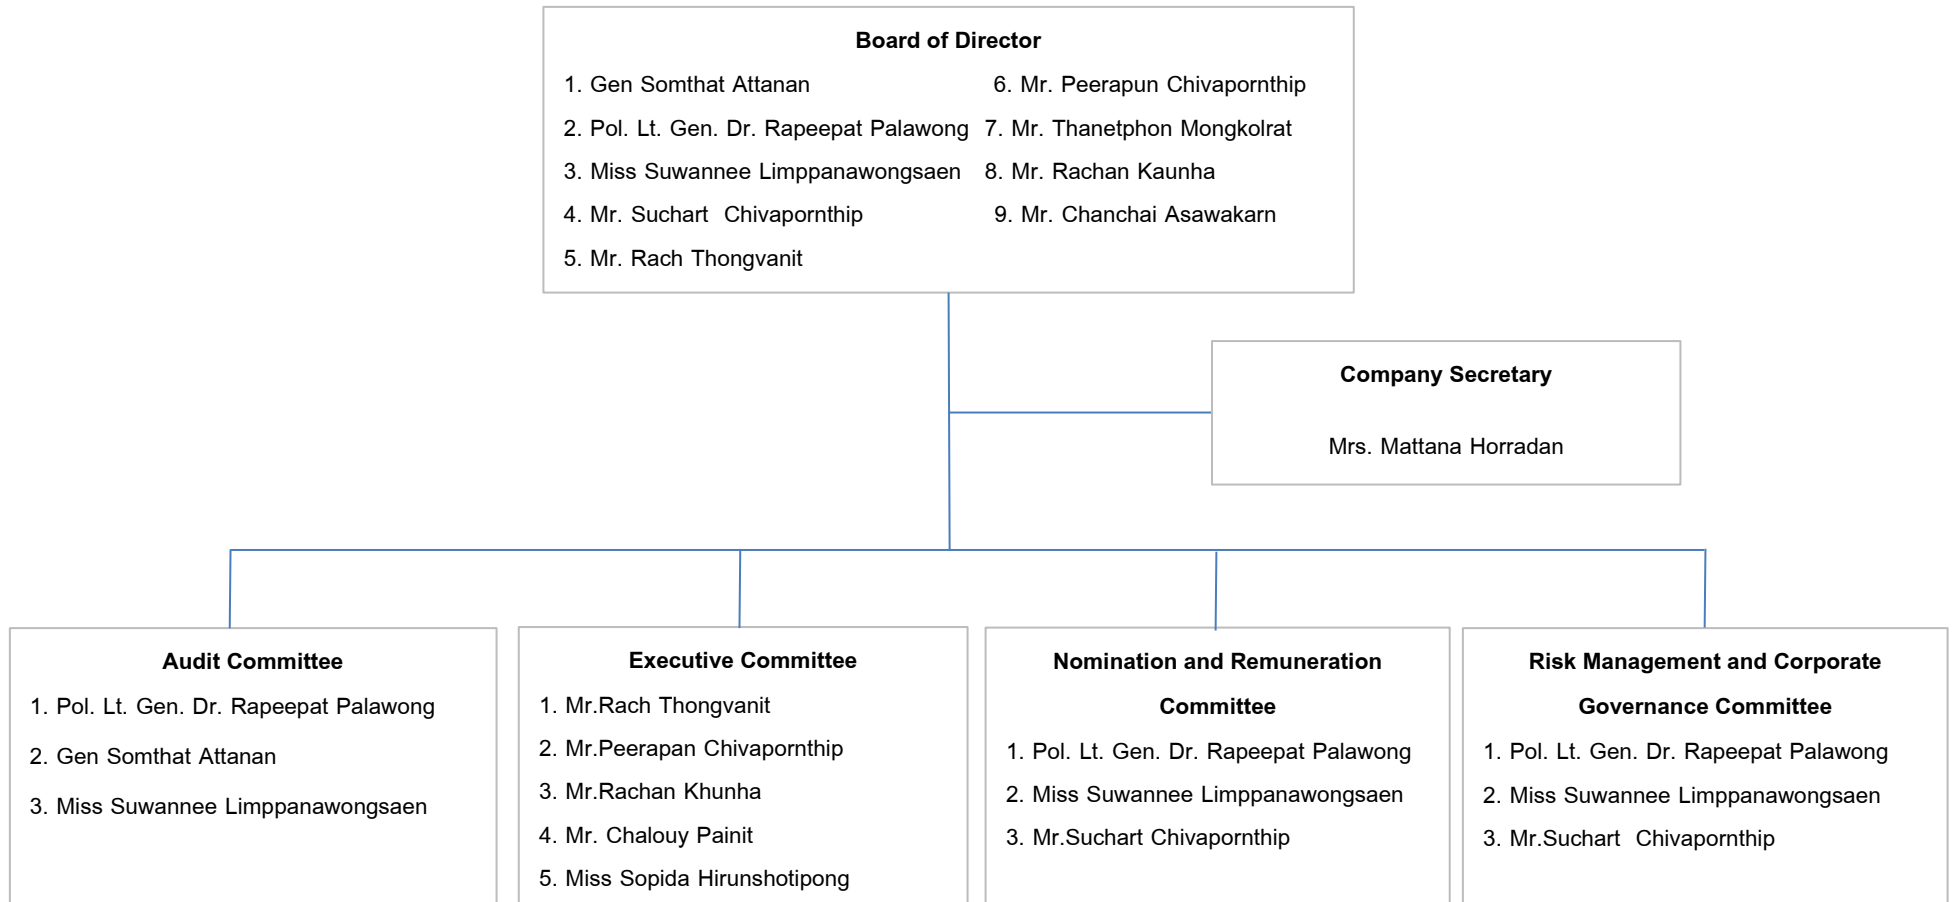 Board of Director
1. Gen Somthat Attanan 6. Mr. Peerapun Chivapornthip
2. Pol. Lt. Gen. Dr. Rapeepat Palawong 7. Mr. Thanetphon Mongkolrat
3. Miss Suwannee Limppanawongsaen 8. Mr. Rachan Kaunha
4. Mr. Suchart Chivapornthip 9. Mr. Chanchai Asawakarn
5. Mr. Rach Thongvanit
Company Secretary
Mrs. Mattana Horradan
Audit Committee
1. Pol. Lt. Gen. Dr. Rapeepat Palawong
2. Gen Somthat Attanan
3. Miss Suwannee Limppanawongsaen
Executive Committee
1. Mr.Rach Thongvanit
2. Mr.Peerapan Chivapornthip
3. Mr.Rachan Khunha
4. Mr. Chalouy Painit
5. Miss Sopida Hirunshotipong
Nomination and Remuneration
Committee
1. Pol. Lt. Gen. Dr. Rapeepat Palawong
2. Miss Suwannee Limppanawongsaen
3. Mr.Suchart Chivapornthip
Risk Management and Corporate
Governance Committee
1. Pol. Lt. Gen. Dr. Rapeepat Palawong
2. Miss Suwannee Limppanawongsaen
3. Mr.Suchart Chivapornthip